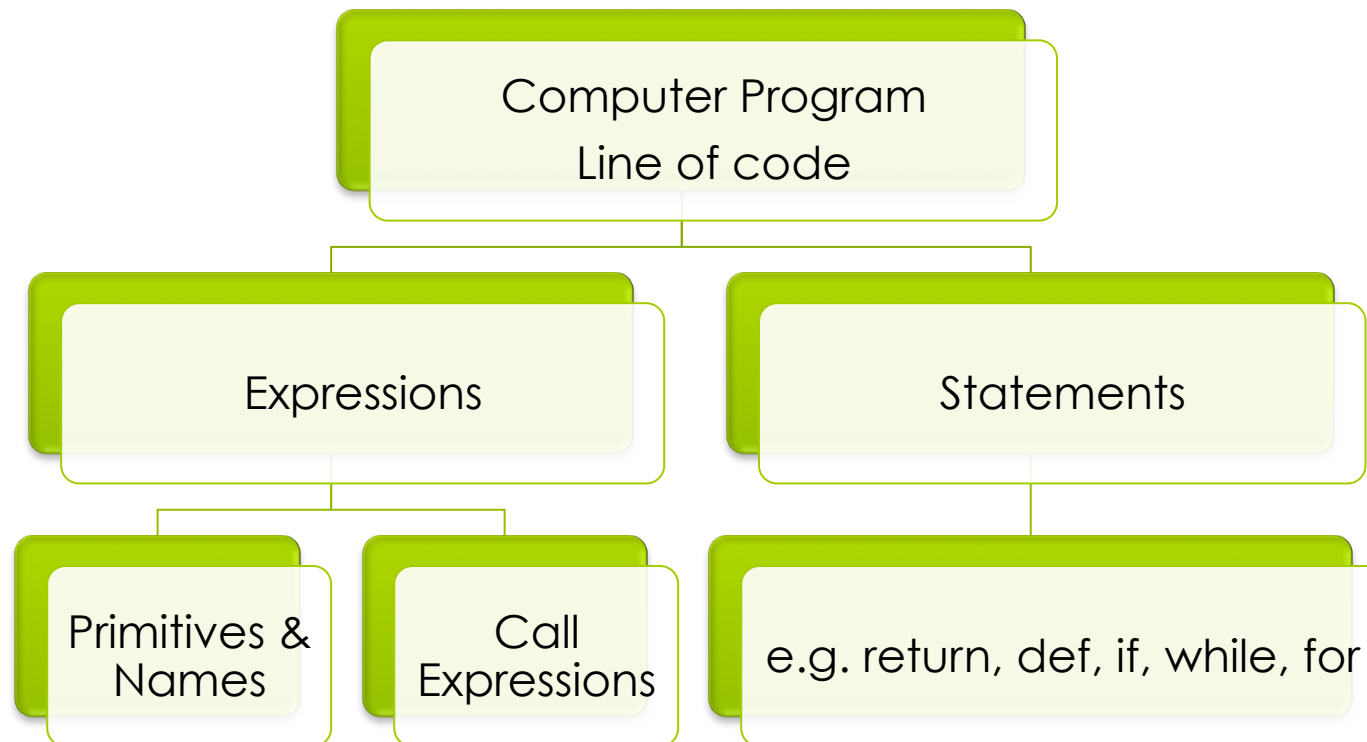 Computer Program
Line of code
Expressions
Statements
Primitives &
Names
Call
Expressions
e.g. return, def, if, while, for